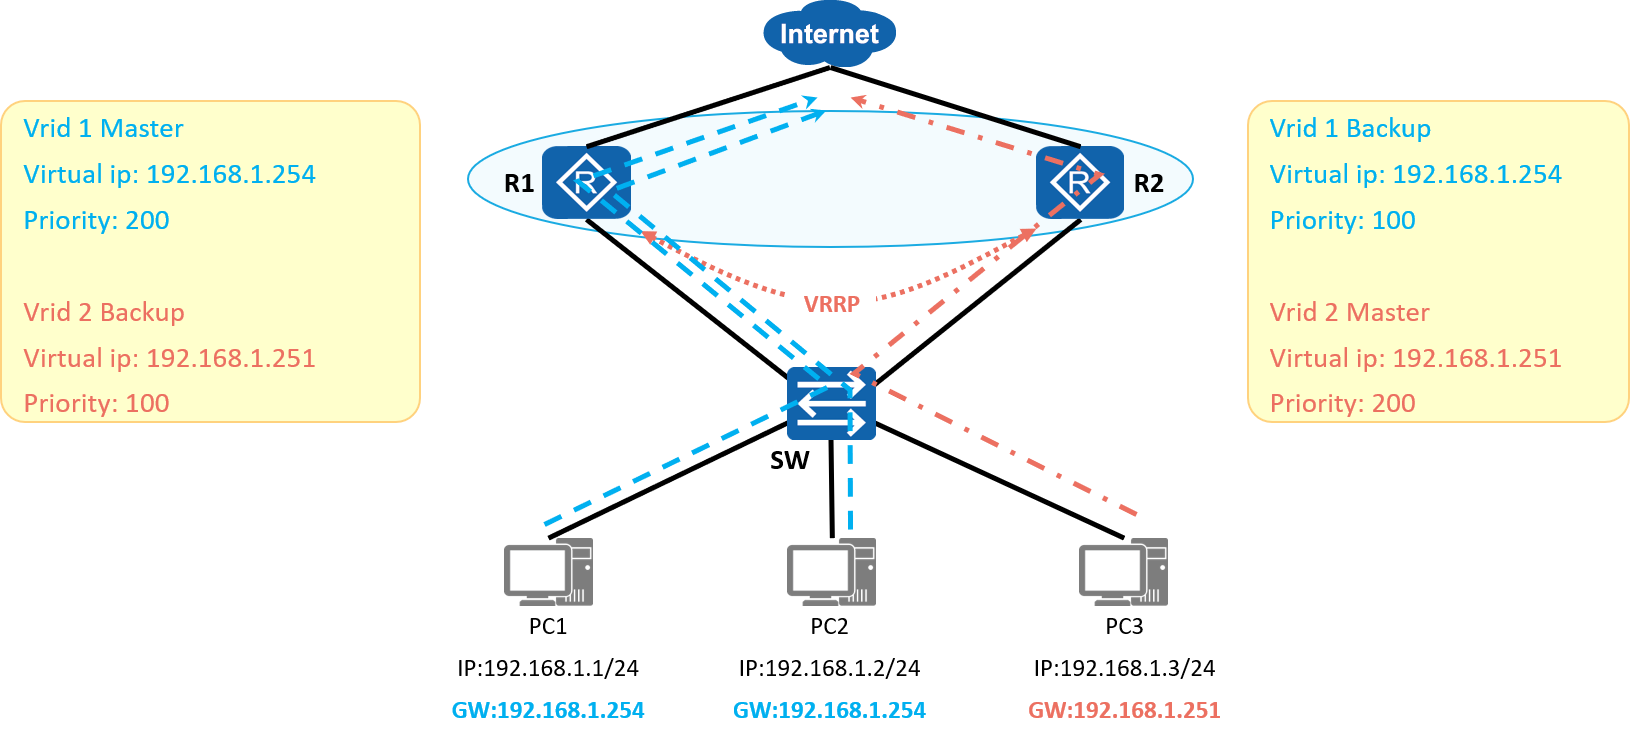 Internet
Vrid 1 Master
Virtual ip: 192.168.1.254
Priority: 200
Vrid 2 Backup
Virtual ip: 192.168.1.251
Priority: 100
R1
R
R
R2
Vrid 1 Backup
Virtual ip: 192.168.1.254
Priority: 100
Vrid 2 Master
Virtual ip: 192.168.1.251
Priority: 200
VRRP
SW
PC1
IP:192.168.1.1/24
GW:192.168.1.254
PC2
IP:192.168.1.2/24
GW:192.168.1.254
PC3
IP:192.168.1.3/24
GW:192.168.1.251